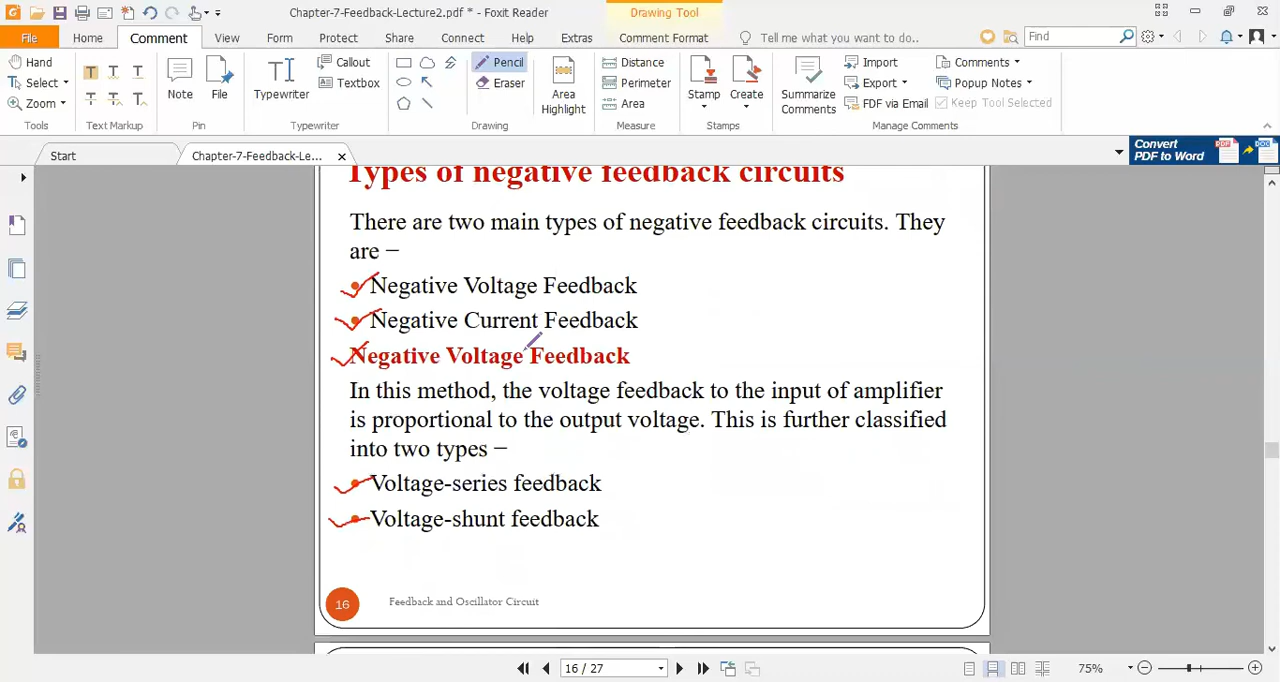 Chapter-7-Feedback-Lecture2.pdf * - Foxit Reader
Drawing Tool
File Home Comment View Form Protect Share Connect Help Extras Comment Format Tell me what you want to do.. Find
Hand
Select
Zoom
Tools
T T T
T T T
Text Markup
Note
File
Pin
Typewriter
Callout
Textbox
Typewriter
Pencil
Eraser
Drawing
Area
Highlight
Distance
Perimeter
Area
Measure
Stamp
Create
Stamps
Summarize
Comments
Import
Export
FDF via Email
Comments
Popup Notes
Keep Tool Selected
Manage Comments
Start
Chapter-7-Feedback-Le...
Convert
PDF to Word
Types of negative feedback circuits
There are two main types of negative feedback circuits. They
are −
Negative Voltage Feedback
Negative Current Feedback
Negative Voltage Feedback
In this method, the voltage feedback to the input of amplifier
is proportional to the output voltage. This is further classified
into two types −
Voltage-series feedback
Voltage-shunt feedback
16
Feedback and Oscillator Circuit
16 / 27
75%